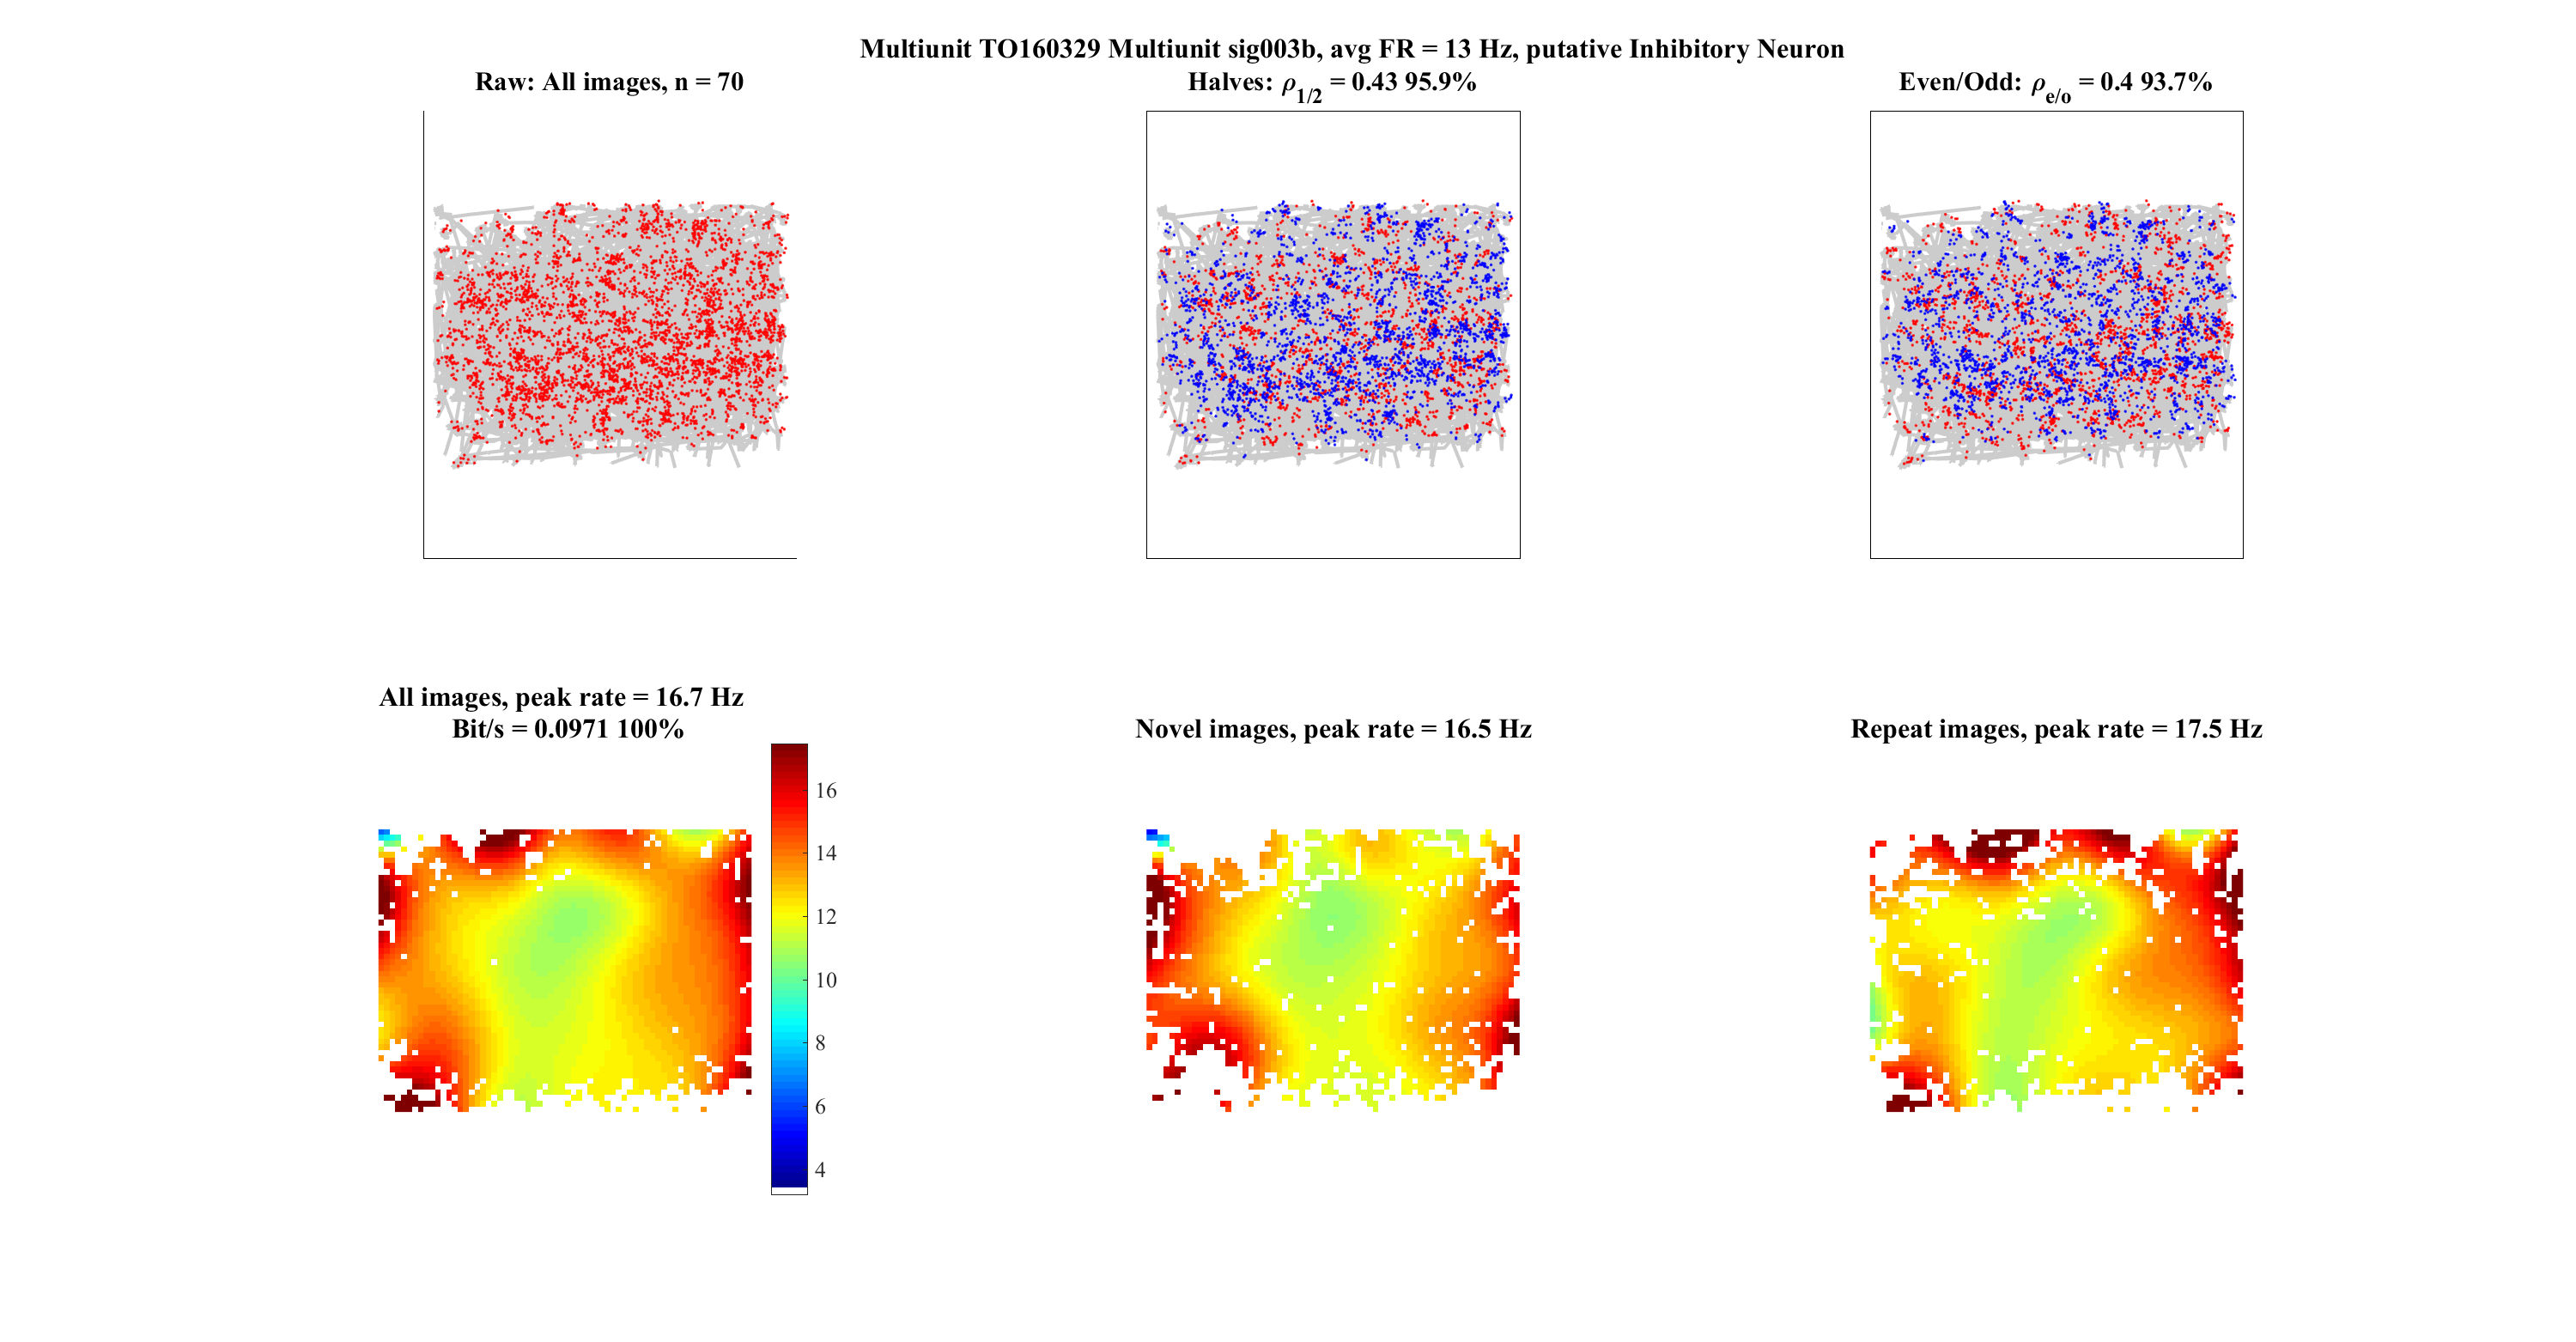 Multiunit TO160329 Multiunit sig003b, avg FR = 13 Hz, putative Inhibitory Neuron
Raw: All images, n = 70
Halves: ρ1/2 = 0.43 95.9%
Even/Odd: ρe/o = 0.4 93.7%
All images, peak rate = 16.7 Hz
Bit/s = 0.0971 100%
Novel images, peak rate = 16.5 Hz
Repeat images, peak rate = 17.5 Hz
16
14
12
10
8
6
4